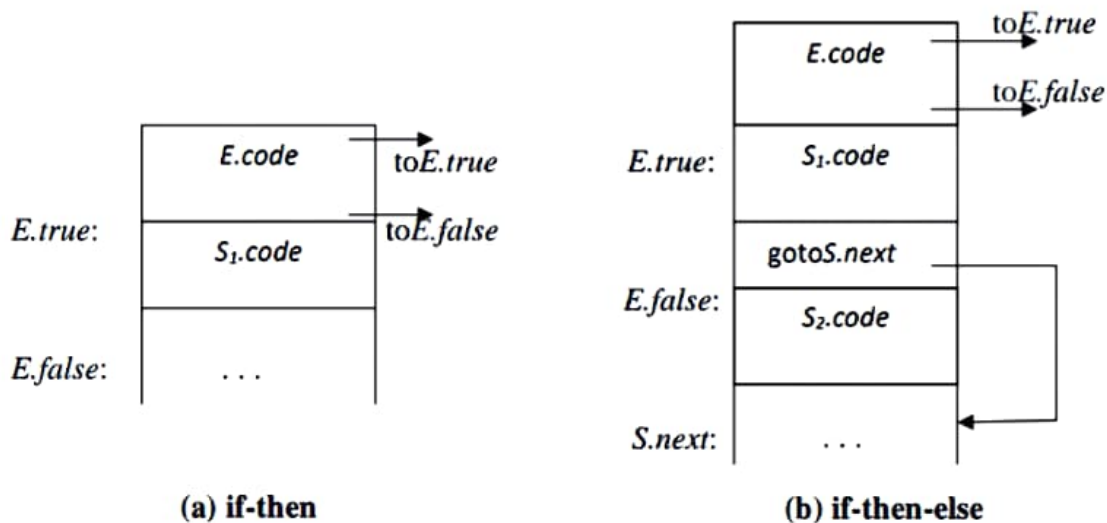 E.code
toE.true
toE.false
E.true:
S₁.code
E.false:
. . .
(a) if-then
E.code
toE.true
toE.false
E.true:
S₁.code
gotoS.next
E.false:
S₂.code
S.next:
. . .
(b) if-then-else